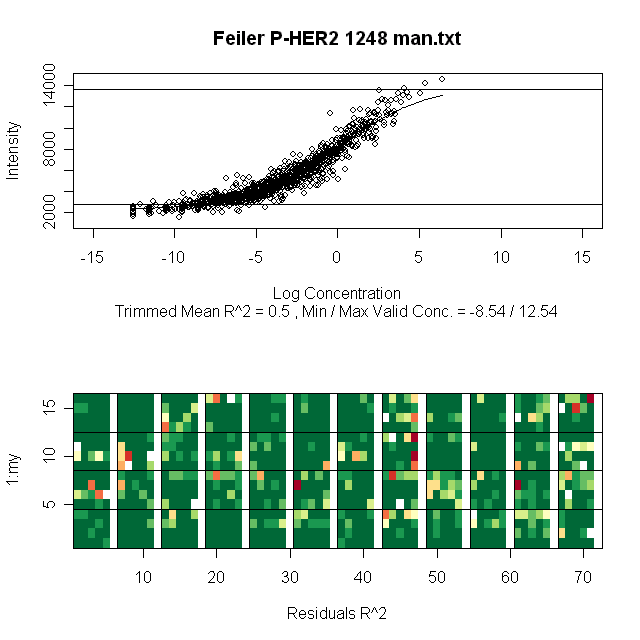 Feiler P-HER2 1248 man.txt
14000
8000
2000
Intensity
-15 -10 -5 0 5 10 15
Log Concentration
Trimmed Mean R^2 = 0.5 , Min / Max Valid Conc. = -8.54 / 12.54
15
10
5
1:my
10 20 30 40 50 60 70
Residuals R^2